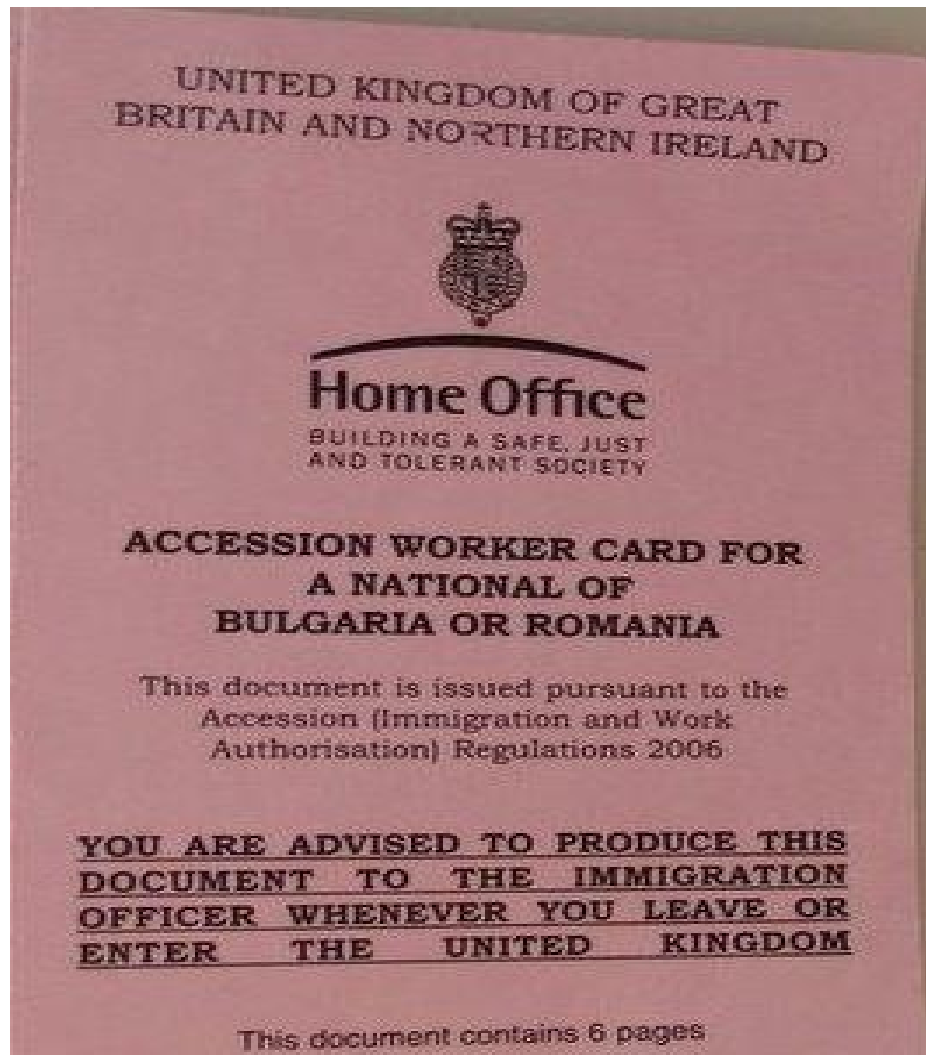 UNITED KINGDOM OF GREAT
BRITAIN AND NORTHERN IRELAND
Home Office
BUILDING A SAFE, JUST
AND TOLERANT SOCIETY
ACCESSION WORKER CARD FOR
A NATIONAL OF
BULGARIA OR ROMANIA
This document is issued pursuant to the
Accession (Immigration and Work
Authorisation) Regulations 2006
YOU ARE ADVISED TO PRODUCE THIS
DOCUMENT TO THE IMMIGRATION
OFFICER WHENEVER YOU LEAVE OR
ENTER THE UNITED KINGDOM
This document contains 6 pages